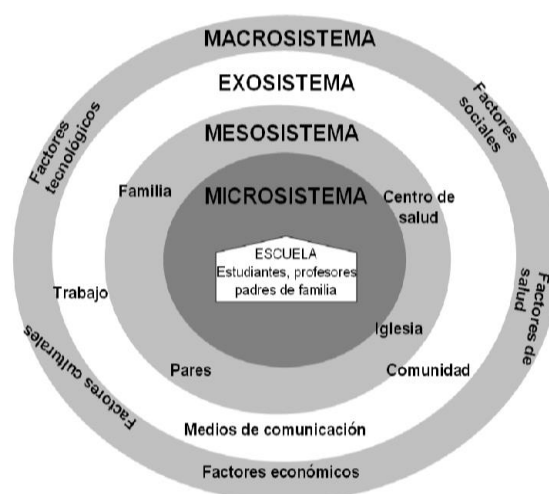 MACROSISTEMA
EXOSISTEMA
Factores
sociales
Factores
tecnológicos
MESOSISTEMA
Familia
MICROSISTEMA
Centro de
salud
ESCUELA
Estudiantes, profesores
padres de familia
Trabajo
Factores de
salud
Iglesia
Factores culturales
Pares
Comunidad
Medios de comunicación
Factores económicos